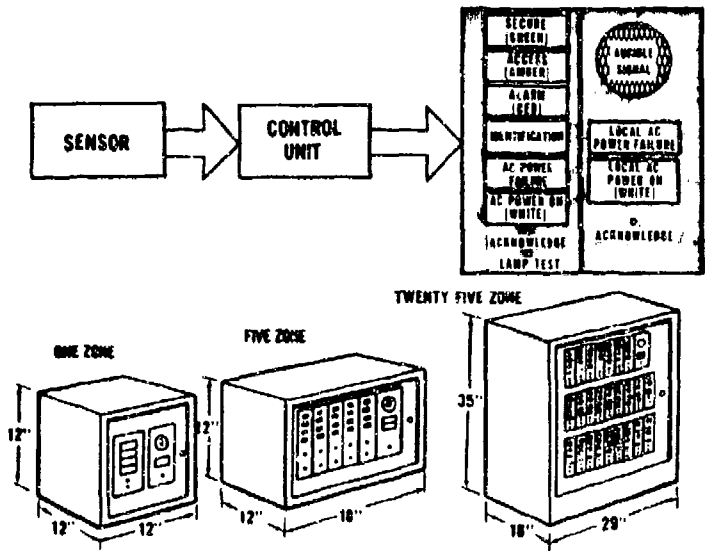 SENSOR
CONTROL
UNIT
SECURE
(GREEN)
ACCESS
(AMBER)
ALARM
(RED)
IDENTIFICATION
AC POWER
FAILURE
AC POWER ON
(WHITE)
ACKNOWLEDGE
LAMP TEST
AUDIBLE
SIGNAL
LOCAL AC
POWER FAILURE
LOCAL AC
POWER ON
(WHITE)
ACKNOWLEDGE
ONE ZONE
12"
12"
12"
FIVE ZONE
12"
12"
18"
TWENTY FIVE ZONE
35"
18"
29"